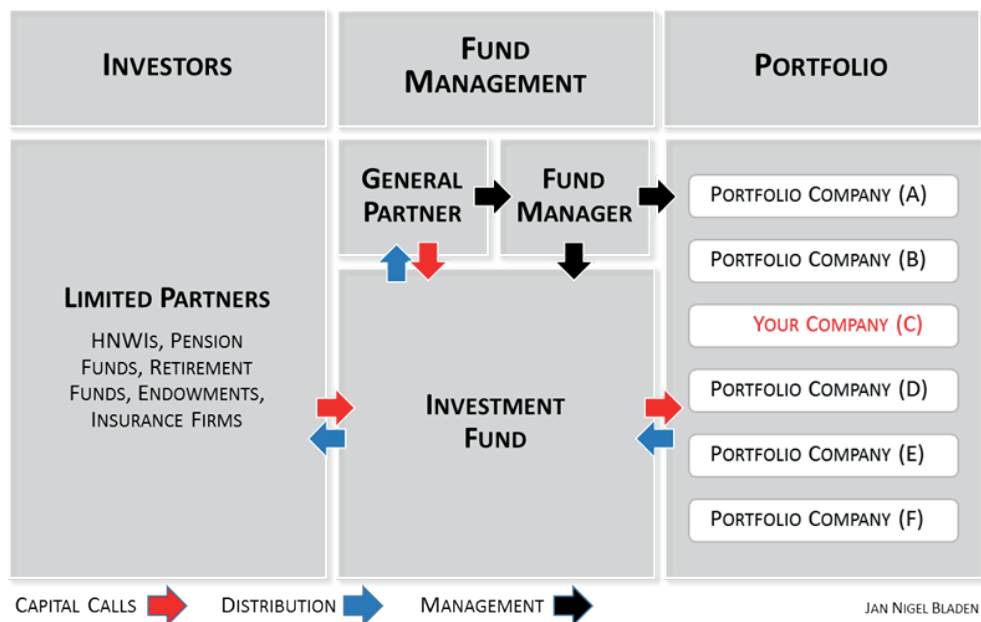 INVESTORS
FUND
MANAGEMENT
PORTFOLIO
LIMITED PARTNERS
HNWIS, PENSION
FUNDS, RETIREMENT
FUNDS, ENDOWMENTS,
INSURANCE FIRMS
GENERAL
PARTNER
FUND
MANAGER
INVESTMENT
FUND
PORTFOLIO COMPANY (A)
PORTFOLIO COMPANY (B)
YOUR COMPANY (C)
PORTFOLIO COMPANY (D)
PORTFOLIO COMPANY (E)
PORTFOLIO COMPANY (F)
CAPITAL CALLS
DISTRIBUTION
MANAGEMENT
JAN NIGEL BLADEN